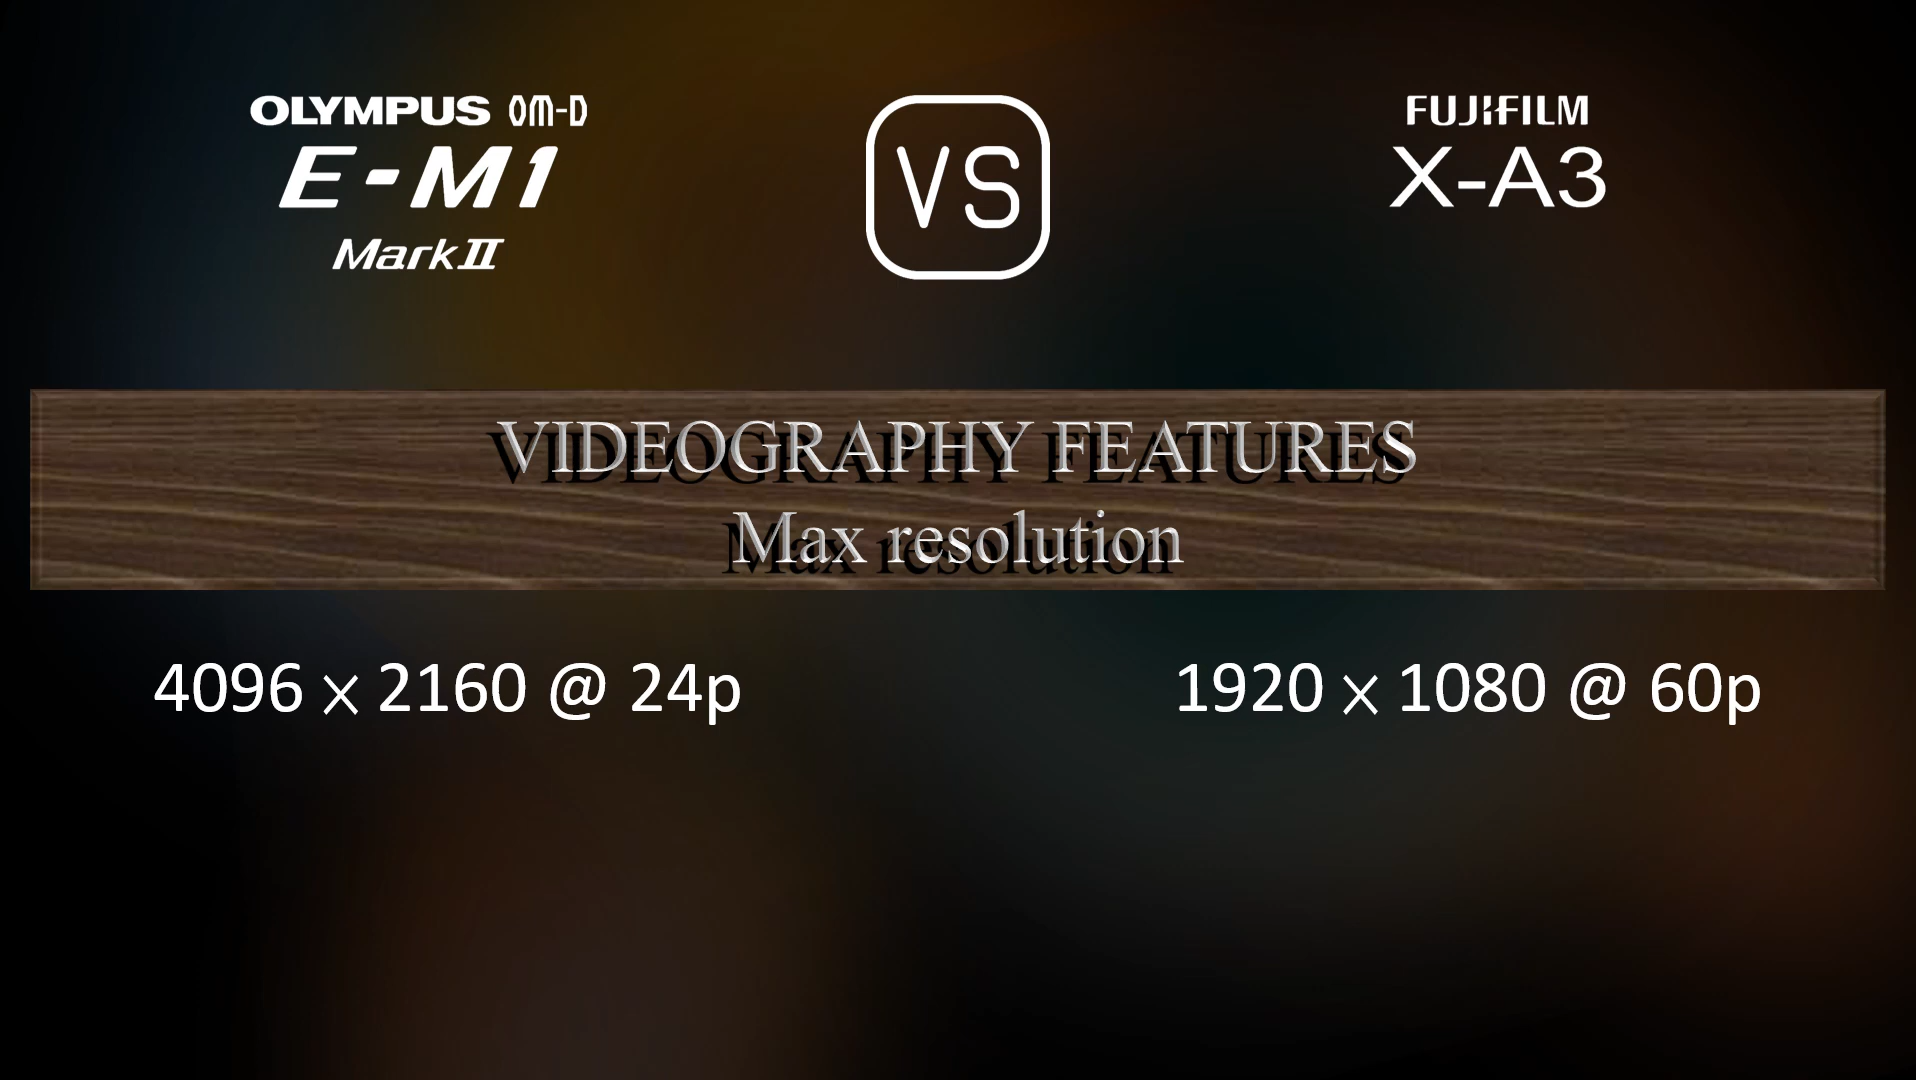 OLYMPUS OM-D
E-M1
Mark II
VS
FUJIFILM
X-A3
VIDEOGRAPHY FEATURES
Max resolution
4096 x 2160 @ 24p
1920 x 1080 @ 60p